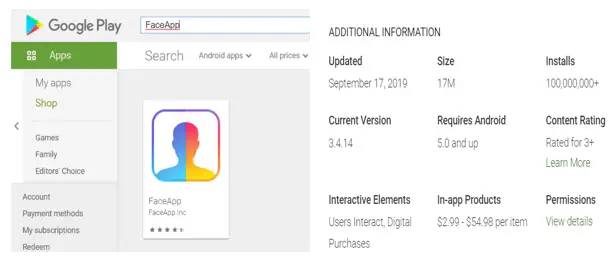 Google Play
FaceApp
Apps
Search
Android apps
All prices
My apps
Shop
Games
Family
Editors' Choice
Account
Payment methods
My subscriptions
Redeem
FaceApp
FaceApp Inc
ADDITIONAL INFORMATION
Updated
September 17, 2019
Size
17M
Installs
100,000,000+
Current Version
3.4.14
Requires Android
5.0 and up
Content Rating
Rated for 3+
Learn More
Interactive Elements
Users Interact, Digital
Purchases
In-app Products
$2.99 - $54.98 per item
Permissions
View details